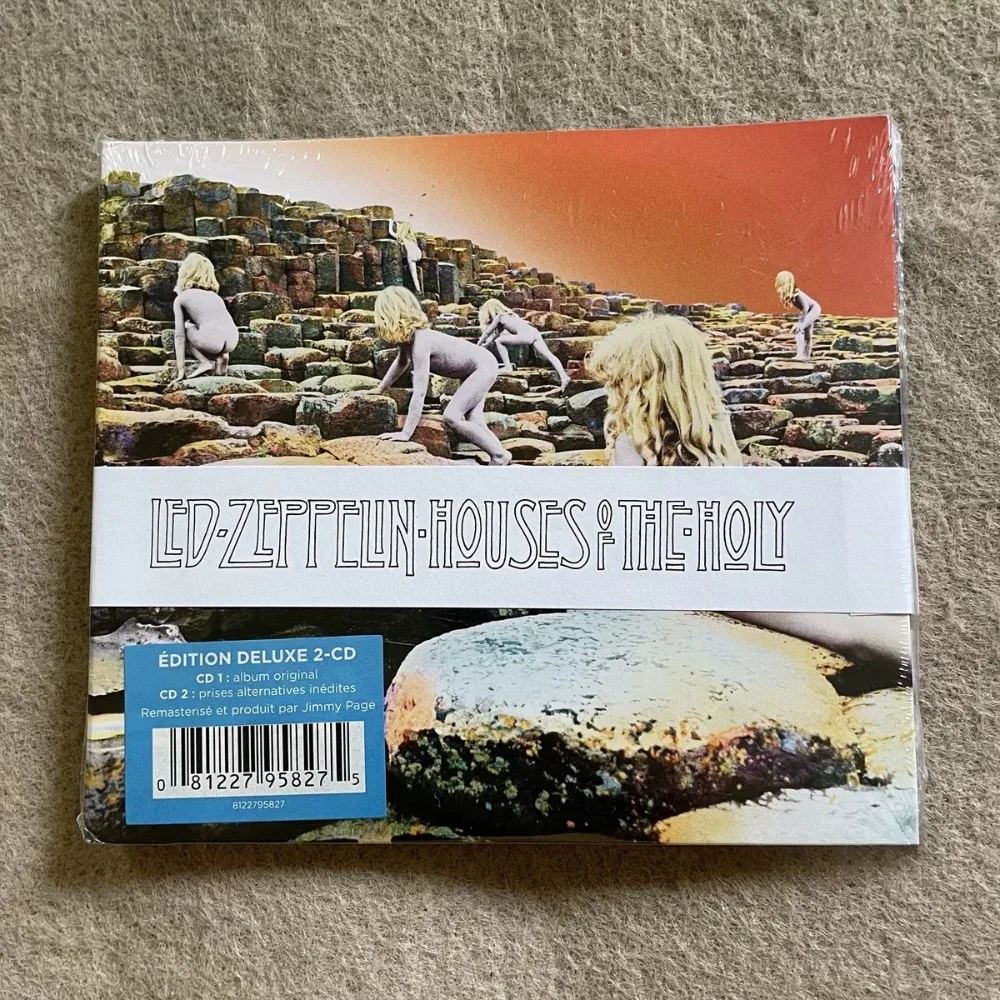 LED·ZEPPELIN·HOUSES OF THE·HOLY
ÉDITION DELUXE 2-CD
CD 1 : album original
CD 2 : prises alternatives inédites
Remasterisé et produit par Jimmy Page
0 81227 95827 5
8122795827